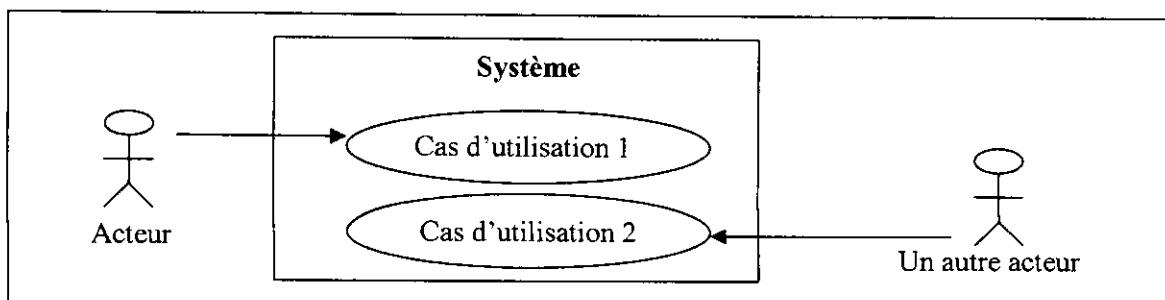 Système
Cas d'utilisation 1
Acteur
Cas d'utilisation 2
Un autre acteur